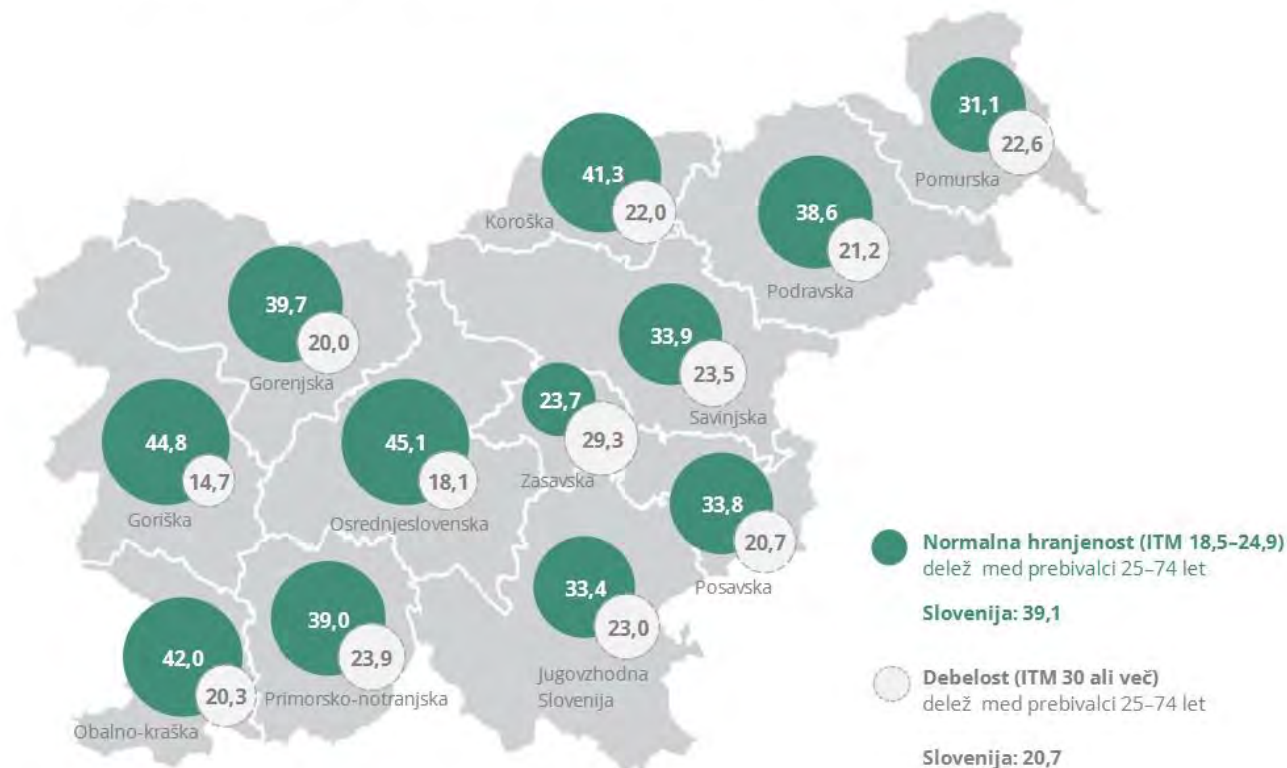 31,1
22,6
Pomurska
41,3
22,0
Koroška
38,6
21,2
Podravska
39,7
20,0
Gorenjska
33,9
23,5
Savinjska
23,7
29,3
Zasavska
44,8
14,7
Goriška
45,1
18,1
Osrednjeslovenska
33,8
20,7
Posavska
33,4
23,0
Jugovzhodna
Slovenija
39,0
23,9
Primorsko-notranjska
42,0
20,3
Obalno-kraška
Normalna hranjenost (ITM 18,5–24,9)
delež med prebivalci 25–74 let
Slovenija: 39,1
Debelost (ITM 30 ali več)
delež med prebivalci 25–74 let
Slovenija: 20,7